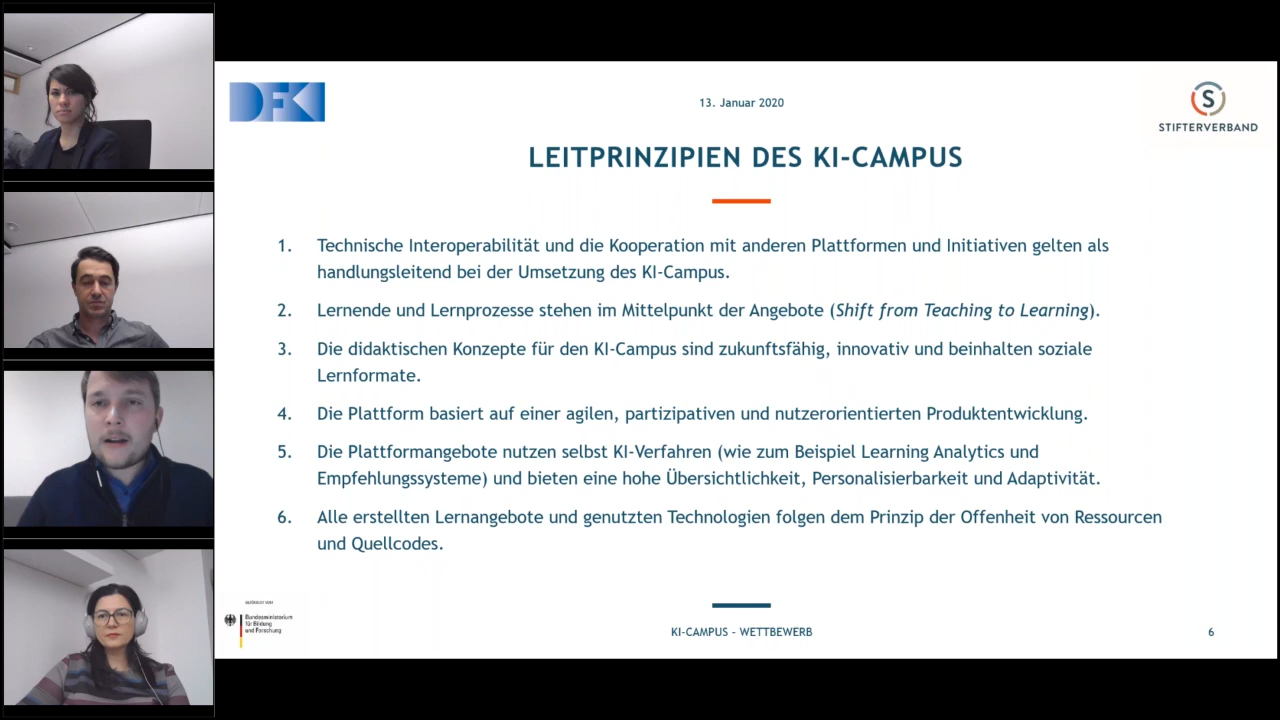 DFKI
13. Januar 2020
S
STIFTERVERBAND
LEITPRINZIPIEN DES KI-CAMPUS
1. Technische Interoperabilität und die Kooperation mit anderen Plattformen und Initiativen gelten als
handlungsleitend bei der Umsetzung des KI-Campus.
2. Lernende und Lernprozesse stehen im Mittelpunkt der Angebote (Shift from Teaching to Learning).
3. Die didaktischen Konzepte für den KI-Campus sind zukunftsfähig, innovativ und beinhalten soziale
Lernformate.
4. Die Plattform basiert auf einer agilen, partizipativen und nutzerorientierten Produktentwicklung.
5. Die Plattformangebote nutzen selbst KI-Verfahren (wie zum Beispiel Learning Analytics und
Empfehlungssysteme) und bieten eine hohe Übersichtlichkeit, Personalisierbarkeit und Adaptivität.
6. Alle erstellten Lernangebote und genutzten Technologien folgen dem Prinzip der Offenheit von Ressourcen
und Quellcodes.
GEFÖRDERT VOM
Bundesministerium
für Bildung
und Forschung
KI-CAMPUS - WETTBEWERB
6